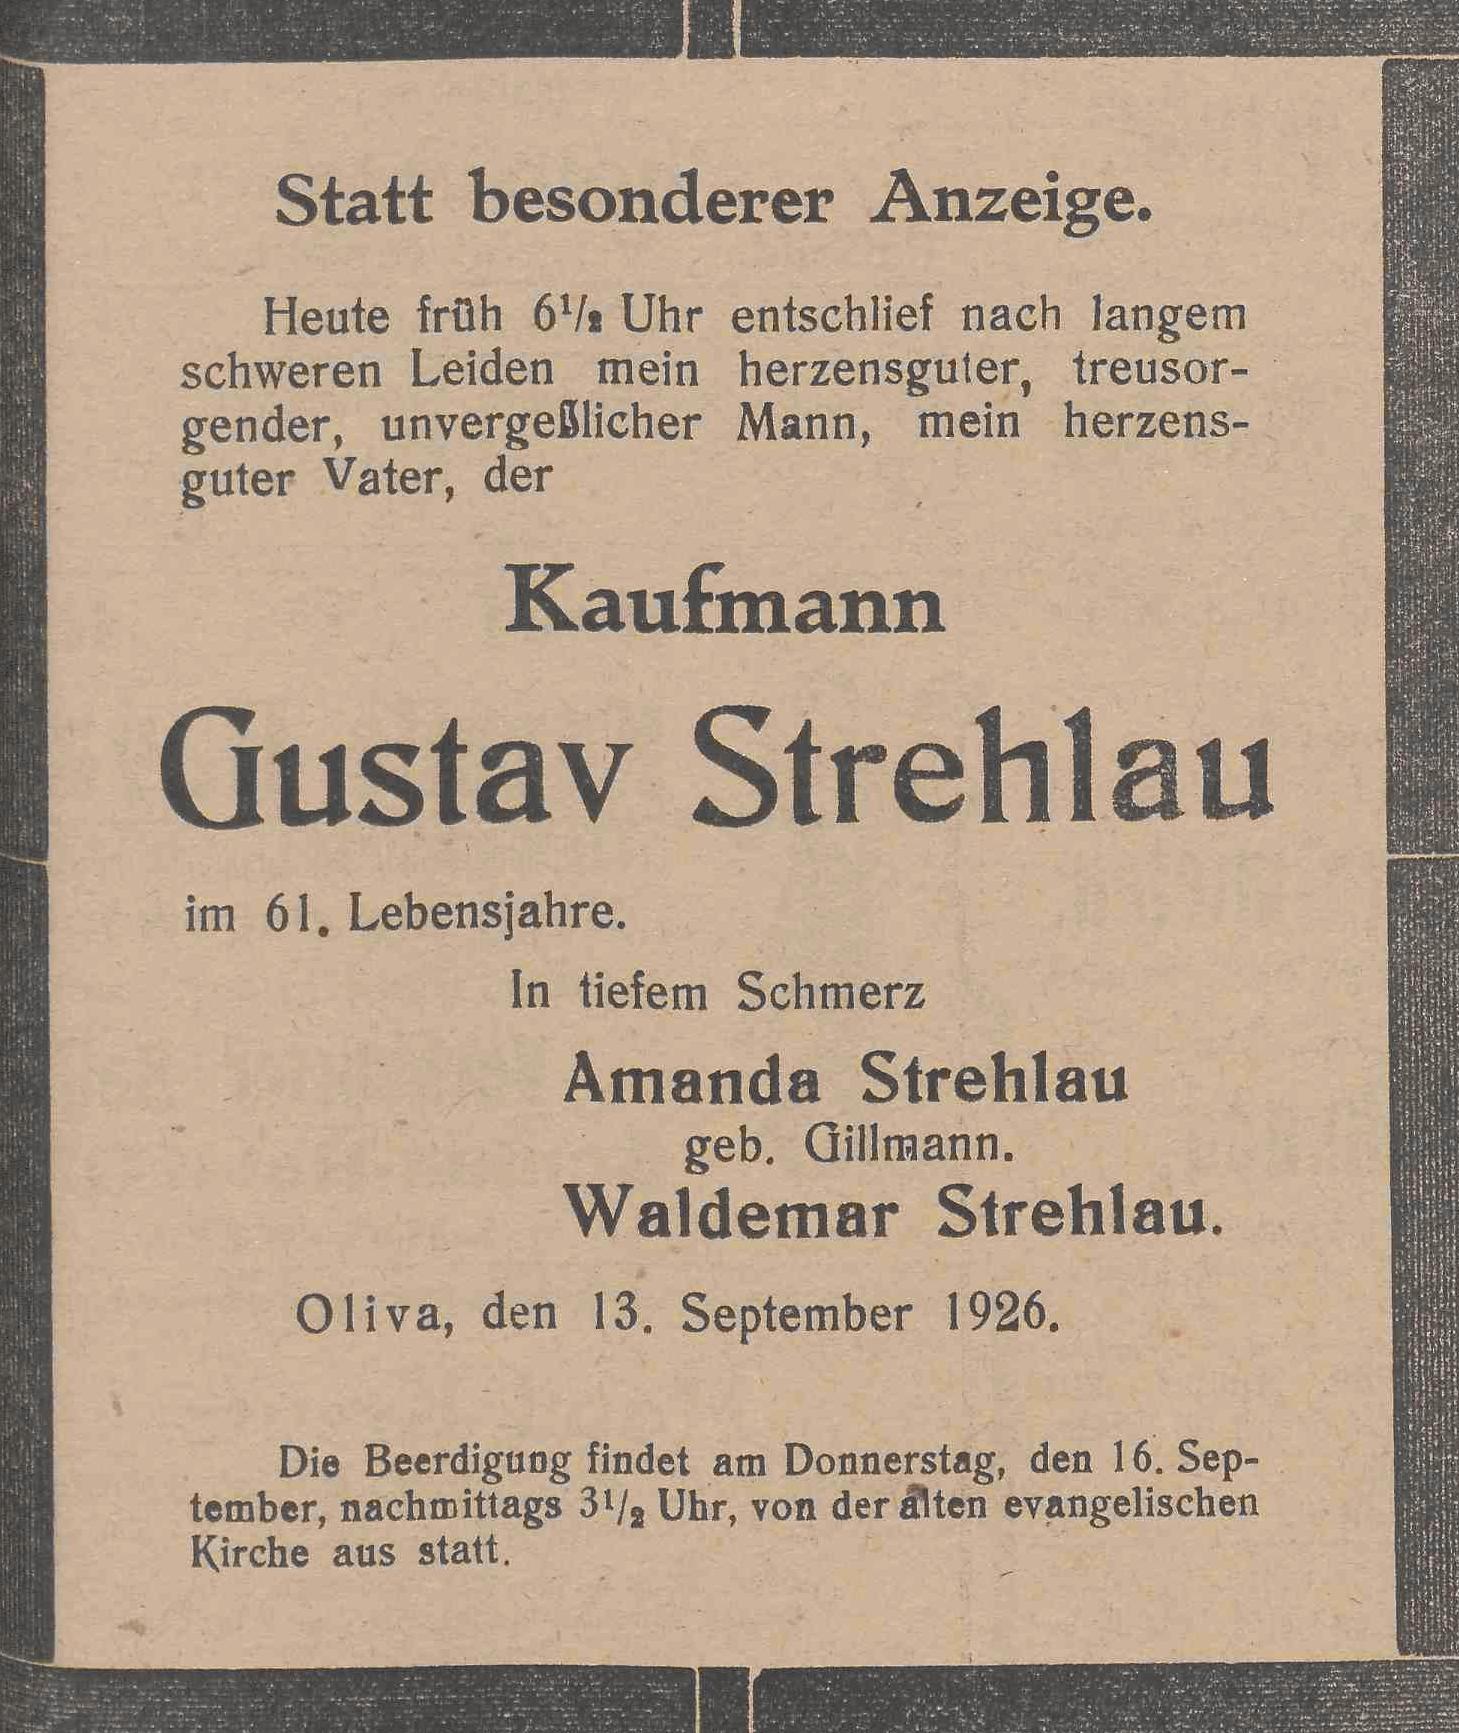 Statt besonderer Anzeige.
Heute früh 6½ Uhr entschlief nach langem
schweren Leiden mein herzensguter, treusor-
gender, unvergeßlicher Mann, mein herzens-
guter Vater, der
Kaufmann
Gustav Strehlau
im 61. Lebensjahre.
In tiefem Schmerz
Amanda Strehlau
geb. Gillmann.
Waldemar Strehlau.
Oliva, den 13. September 1926.
Die Beerdigung findet am Donnerstag, den 16. Sep-
tember, nachmittags 3½ Uhr, von der alten evangelischen
Kirche aus statt.